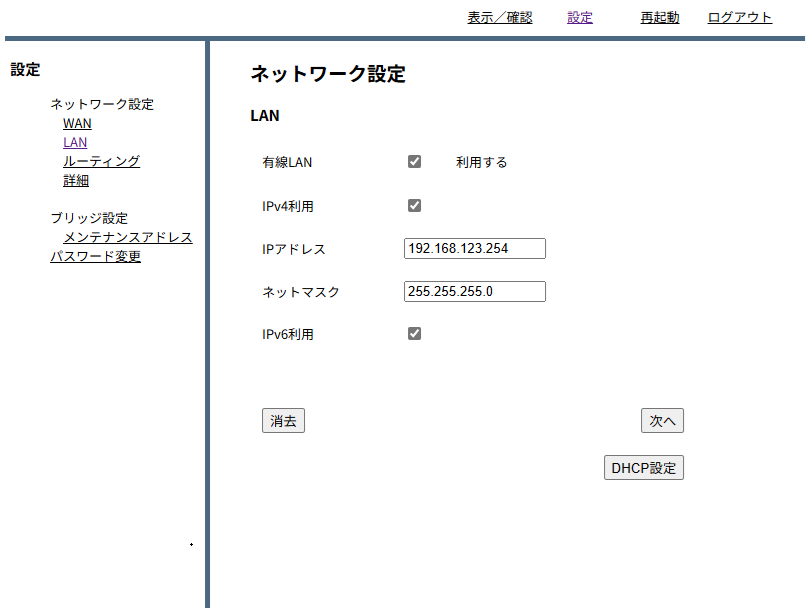 表示／確認 設定 再起動 ログアウト
設定
ネットワーク設定
WAN
LAN
ルーティング
詳細
ブリッジ設定
メンテナンスアドレス
パスワード変更
ネットワーク設定
LAN
有線LAN 利用する
IPv4利用
IPアドレス 192.168.123.254
ネットマスク 255.255.255.0
IPv6利用
消去 次へ
DHCP設定